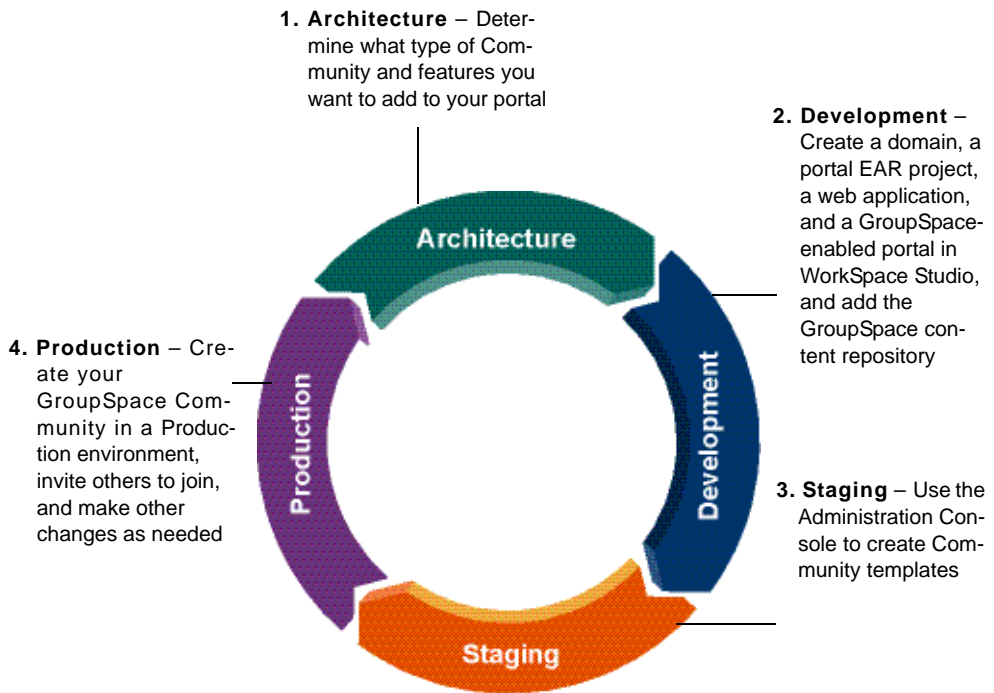 1. Architecture – Deter-
mine what type of Com-
munity and features you
want to add to your portal
2. Development –
Create a domain, a
portal EAR project,
a web application,
and a GroupSpace-
enabled portal in
WorkSpace Studio,
and add the
GroupSpace con-
tent repository
3. Staging – Use the
Administration Con-
sole to create Com-
munity templates
4. Production – Cre-
ate your
GroupSpace Com-
munity in a Produc-
tion environment,
invite others to join,
and make other
changes as needed
Architecture
Development
Staging
Production